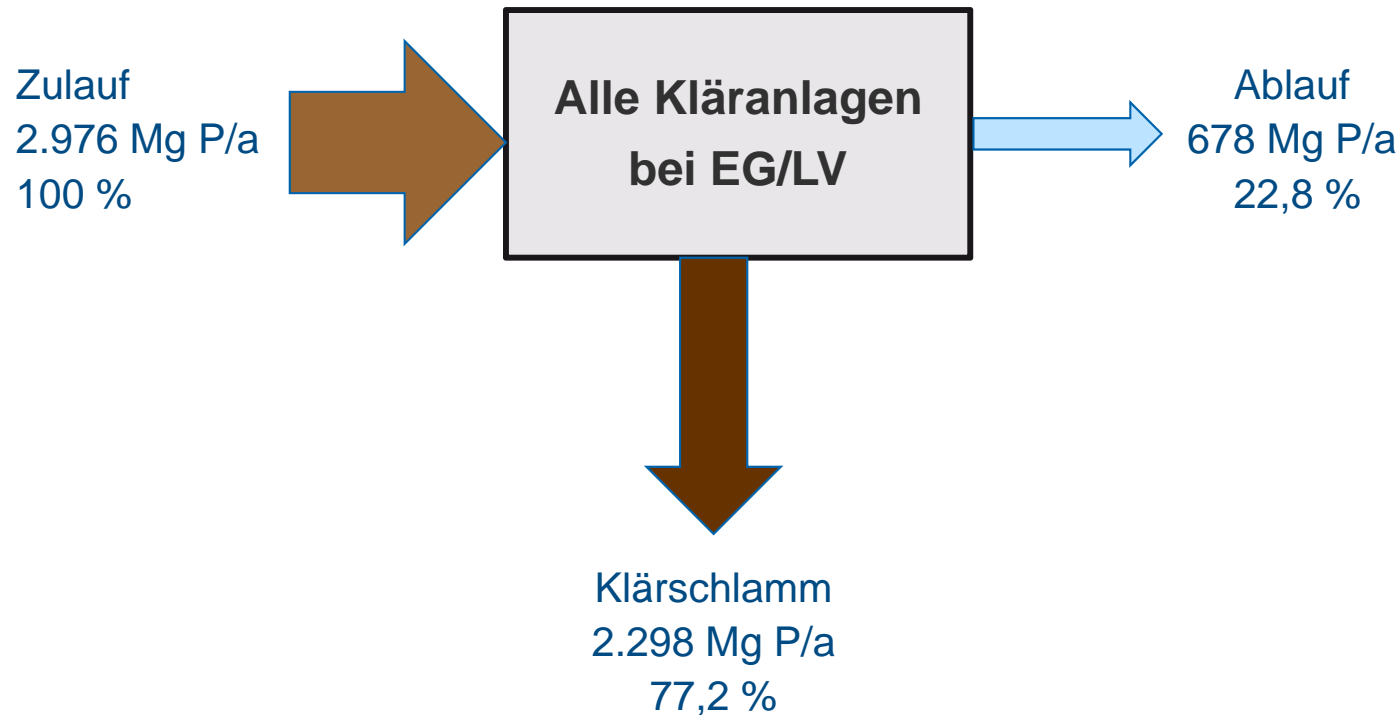 Zulauf
2.976 Mg P/a
100 %
Alle Kläranlagen
bei EG/LV
Ablauf
678 Mg P/a
22,8 %
Klärschlamm
2.298 Mg P/a
77,2 %